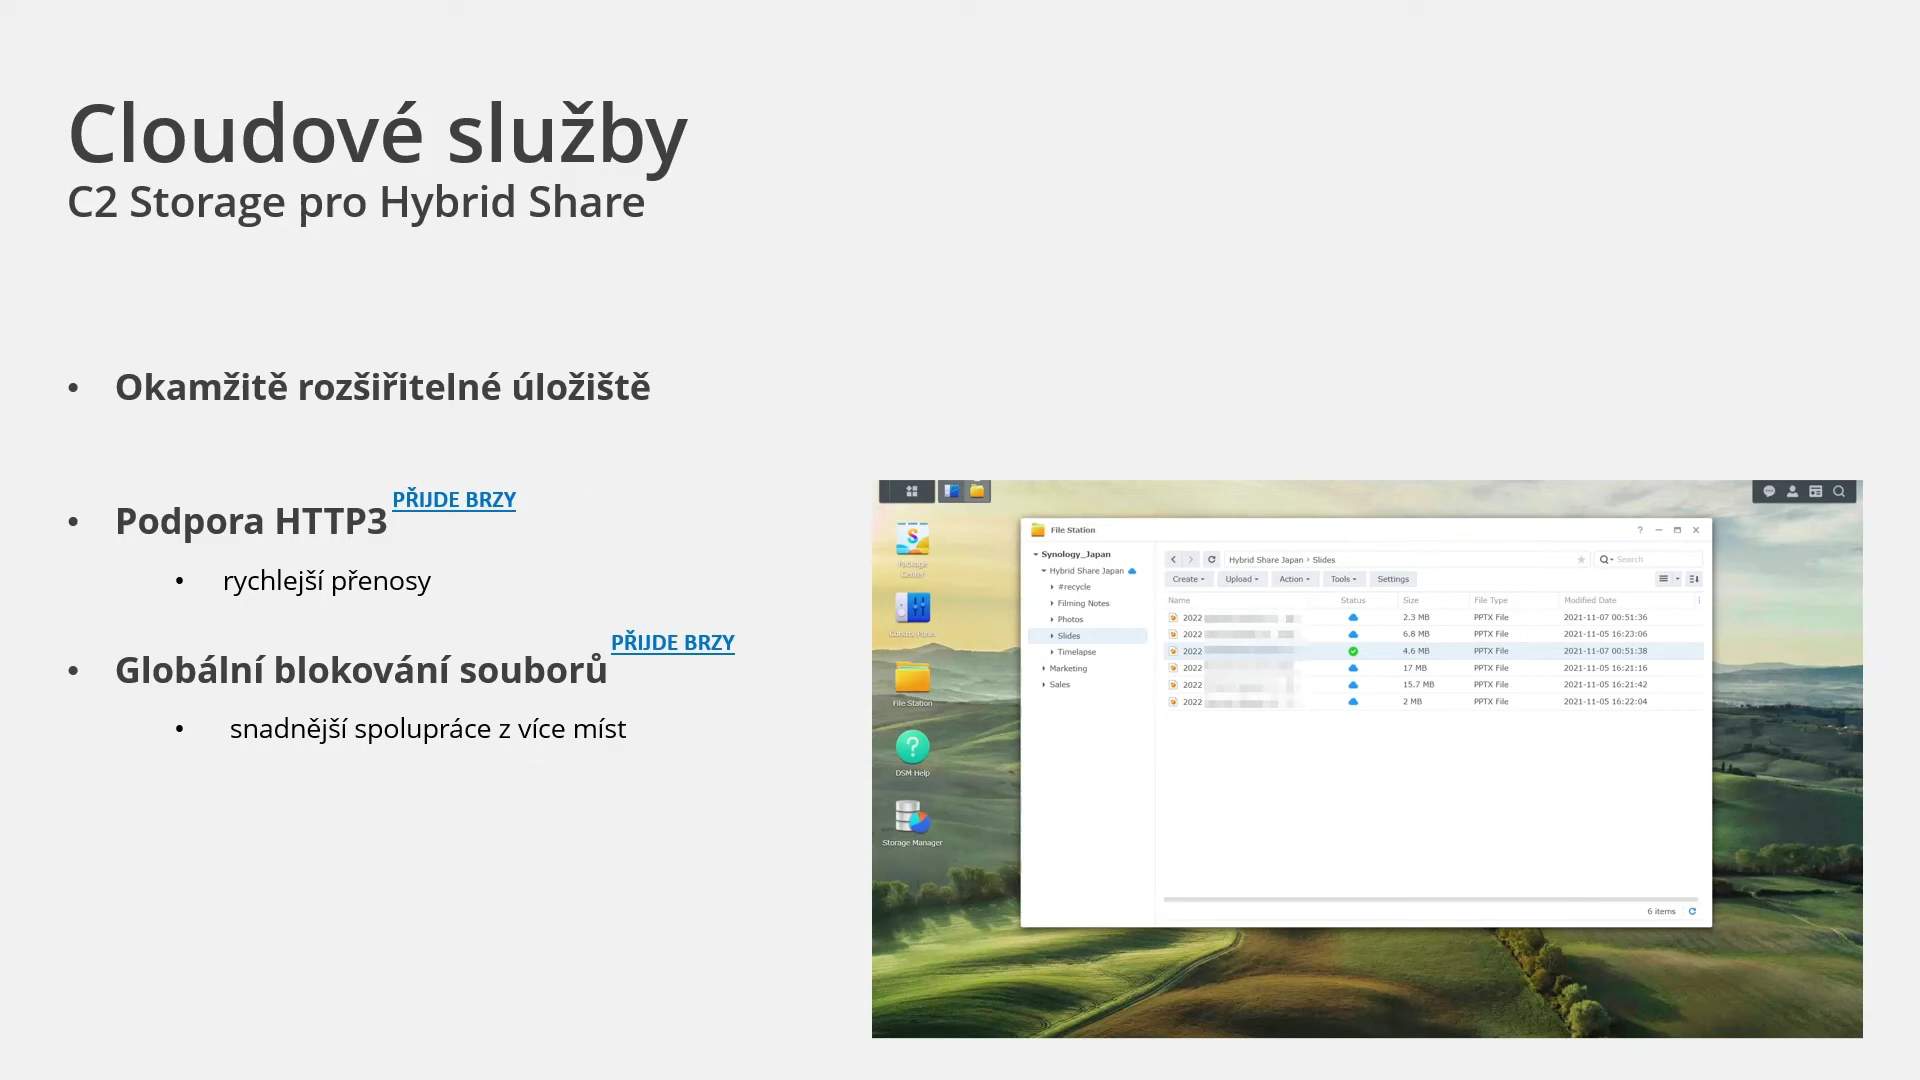 Cloudové služby
C2 Storage pro Hybrid Share
• Okamžitě rozšiřitelné úložiště
• Podpora HTTP3 PŘIJDE BRZY
• rychlejší přenosy
• Globální blokování souborů PŘIJDE BRZY
• snadnější spolupráce z více míst
Package
Center
Control Panel
File Station
DSM Help
Storage Manager
File Station
Synology_Japan
Hybrid Share Japan
#recycle
Filming Notes
Photos
Slides
Timelapse
Marketing
Sales
Hybrid Share Japan › Slides
Search
Create Upload Action Tools Settings
Name Status Size File Type Modified Date
2022 2.3 MB PPTX File 2021-11-07 00:51:36
2022 6.8 MB PPTX File 2021-11-05 16:23:06
2022 4.6 MB PPTX File 2021-11-07 00:51:38
2022 17 MB PPTX File 2021-11-05 16:21:16
2022 15.7 MB PPTX File 2021-11-05 16:21:42
2022 2 MB PPTX File 2021-11-05 16:22:04
6 items